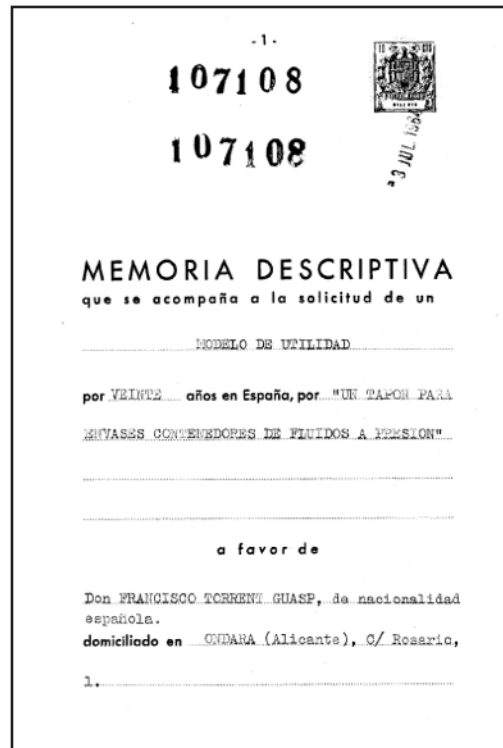 - 1 -
107108
107108
3 JUL 1964
MEMORIA DESCRIPTIVA
que se acompaña a la solicitud de un
MODELO DE UTILIDAD
por VEINTE años en España, por "UN TAPON PARA
ENVASES CONTENEDORES DE FLUIDOS A PRESION"
a favor de
Don FRANCISCO TORRENT GUASP, de nacionalidad
española.
domiciliado en ONDARA (Alicante), C/ Rosario,
1.